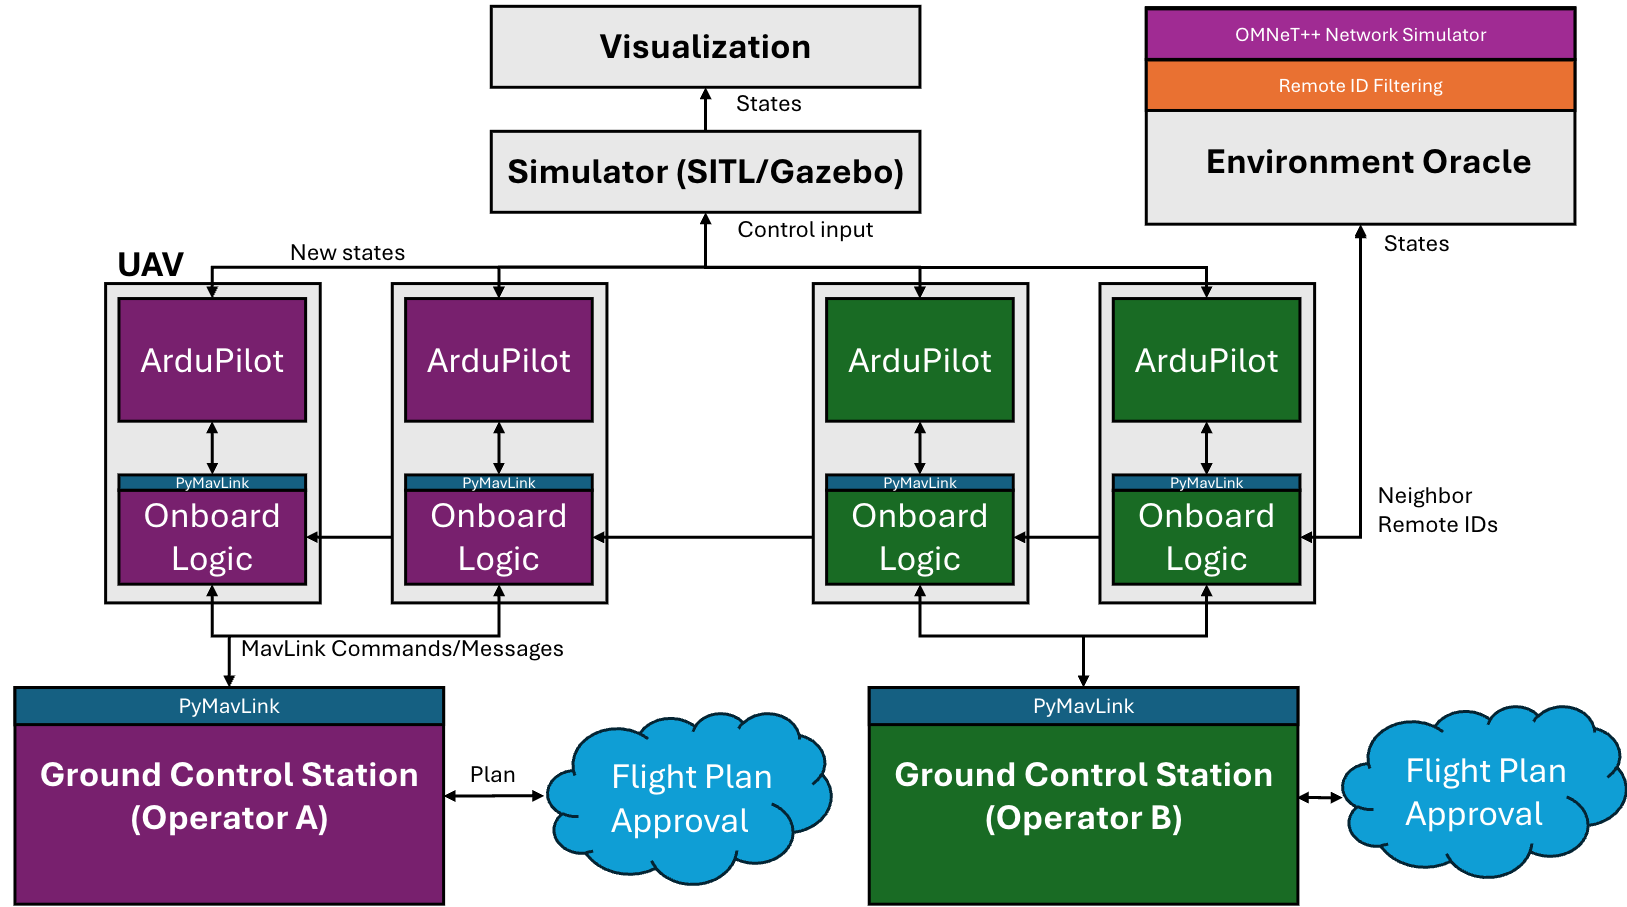 Visualization
OMNeT++ Network Simulator
Remote ID Filtering
Environment Oracle
States
Simulator (SITL/Gazebo)
Control input
States
New states
UAV
ArduPilot
ArduPilot
ArduPilot
ArduPilot
PyMavLink
PyMavLink
PyMavLink
PyMavLink
Onboard
Logic
Onboard
Logic
Onboard
Logic
Onboard
Logic
Neighbor
Remote IDs
MavLink Commands/Messages
PyMavLink
Ground Control Station
(Operator A)
Plan
Flight Plan
Approval
PyMavLink
Ground Control Station
(Operator B)
Flight Plan
Approval